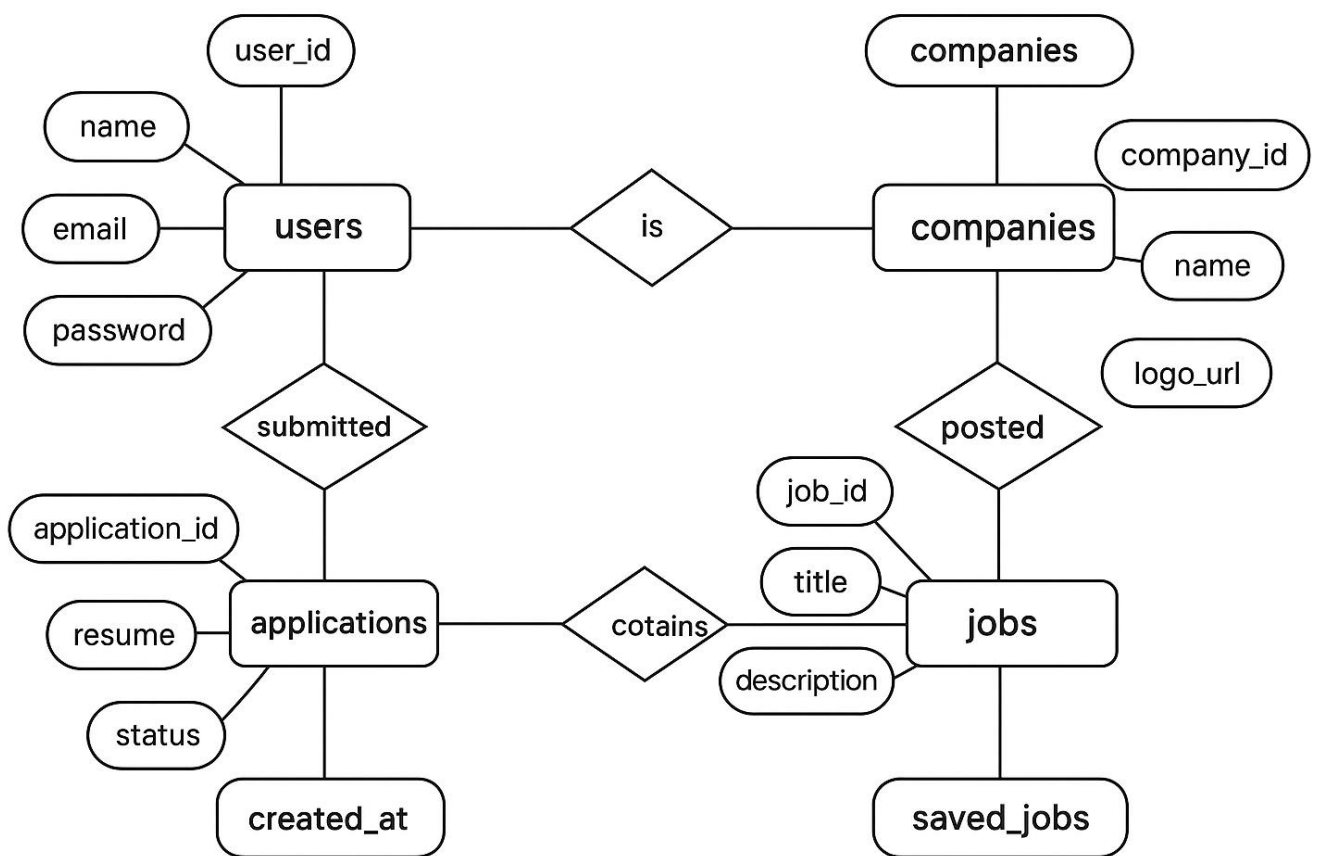 user_id
companies
name
company_id
users
is
companies
email
name
password
logo_url
submitted
posted
job_id
application_id
title
applications
cotains
jobs
resume
description
status
created_at
saved_jobs